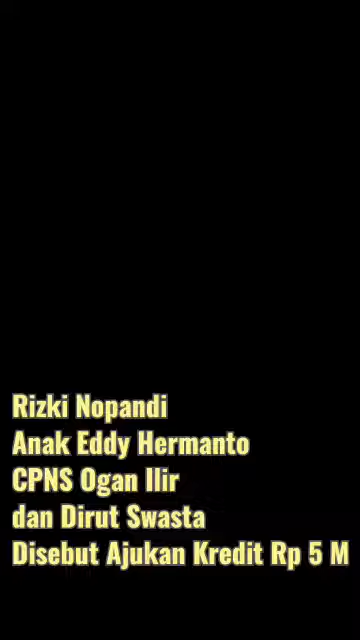 Rizki Nopandi
Anak Eddy Hermanto
CPNS Ogan Ilir
dan Dirut Swasta
Disebut Ajukan Kredit Rp 5 M